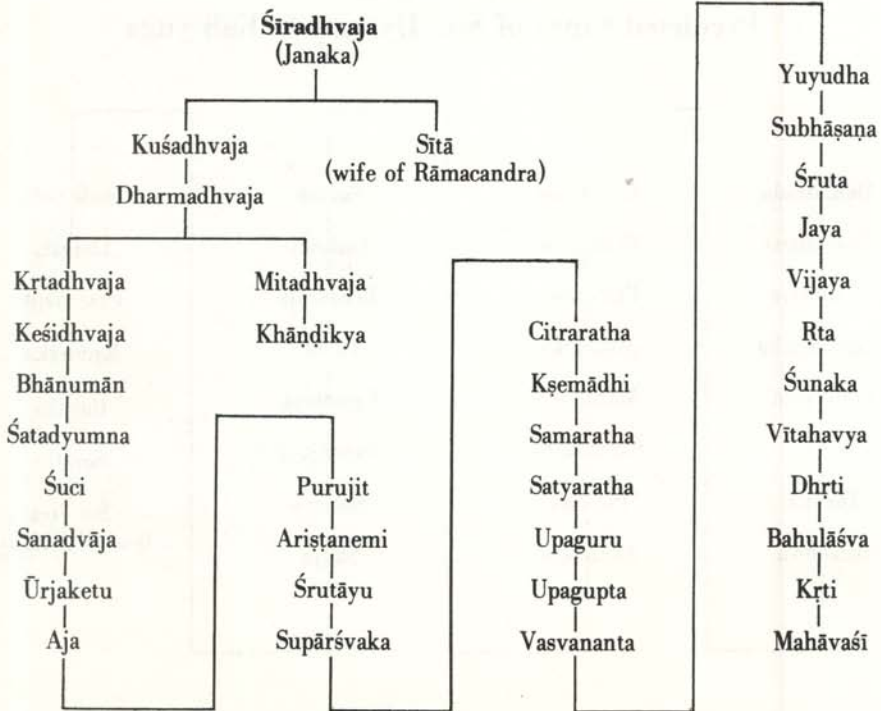 Śīradhvaja
(Janaka)
Kuśadhvaja
Sītā
(wife of Rāmacandra)
Dharmadhvaja
Kṛtadhvaja
Mitadhvaja
Keśidhvaja
Khāṇḍikya
Bhānumān
Śatadyumna
Śuci
Sanadvāja
Ūrjaketu
Aja
Purujit
Ariṣṭanemi
Śrutāyu
Supārśvaka
Citraratha
Kṣemādhi
Samaratha
Satyaratha
Upaguru
Upagupta
Vasvananta
Yuyudha
Subhāṣaṇa
Śruta
Jaya
Vijaya
Ṛta
Śunaka
Vītahavya
Dhṛti
Bahulāśva
Kṛti
Mahāvaśī